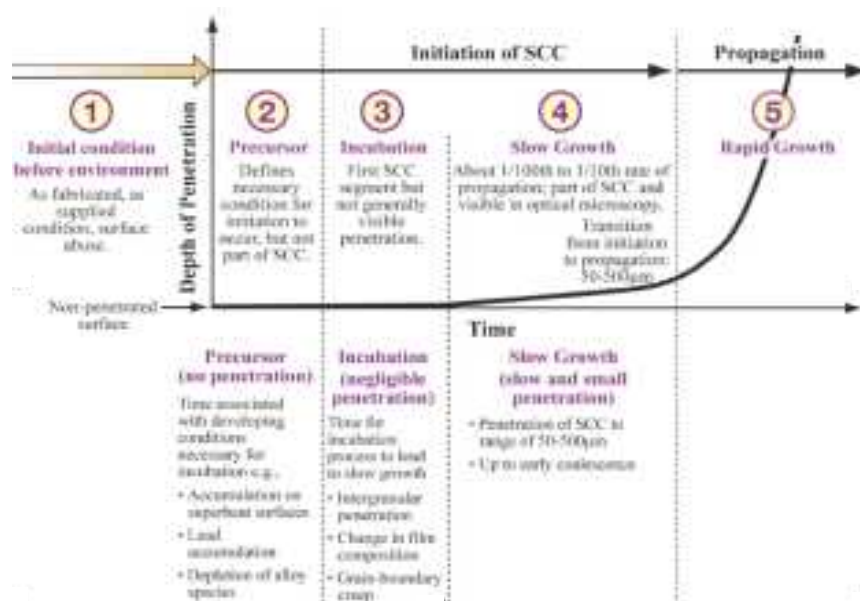 Initiation of SCC
Propagation
1
2
3
4
5
Initial condition
before environment
As fabricated, as
supplied
condition, surface
abuse.
Precursor
Defines
necessary
condition for
initiation to
occur, but not
part of SCC.
Incubation
First SCC
segment but
not generally
visible
penetration.
Slow Growth
About 1/100th to 1/10th rate of
propagation; part of SCC and
visible in optical microscopy.
Transition
from initiation
to propagation:
50-500µm
Rapid Growth
Depth of Penetration
Non-penetrated
surface
Time
Precursor
(no penetration)
Time associated
with developing
conditions
necessary for
incubation e.g.,
• Accumulation on
superheat surfaces
• Lead
accumulation
• Depletion of alloy
species
Incubation
(negligible
penetration)
Time for
incubation
process to lead
to slow growth
• Intergranular
penetration
• Change in film
composition
• Grain-boundary
creep
Slow Growth
(slow and small
penetration)
• Penetration of SCC in
range of 50-500µm
• Up to early coalescence